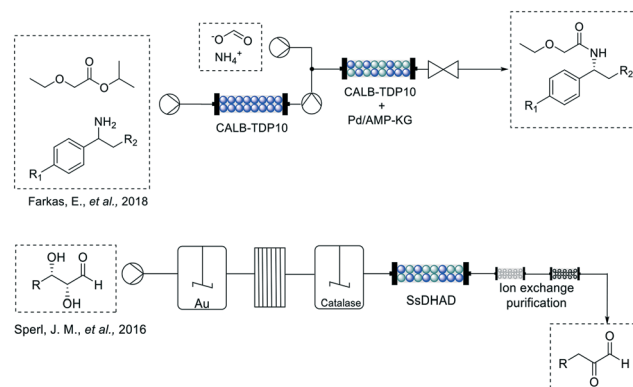 O
-O
O
NH4+
O
O
O
NH2
R2
R1
CALB-TDP10
CALB-TDP10
+
Pd/AMP-KG
O
O
HN
R2
R1
Farkas, E., et al., 2018
OH
O
R
H
OH
Au
Catalase
SsDHAD
Ion exchange
purification
Sperl, J. M., et al., 2016
O
R
H
O